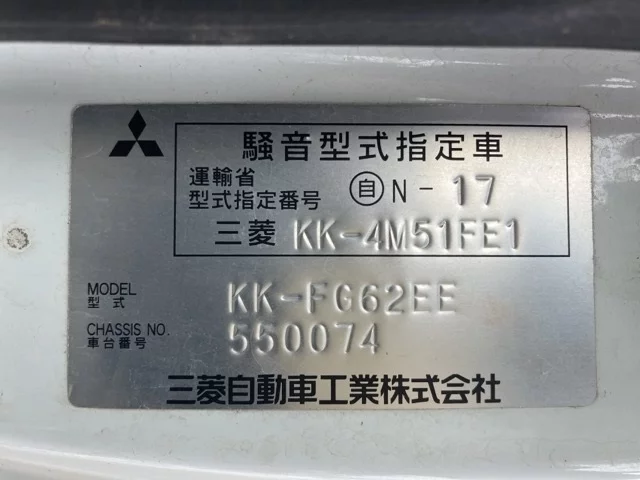 騒音型式指定車
運輸省
型式指定番号 自N-17
三菱 KK-4M51FE1
MODEL
型式 KK-FG62EE
CHASSIS NO.
車台番号 550074
三菱自動車工業株式会社